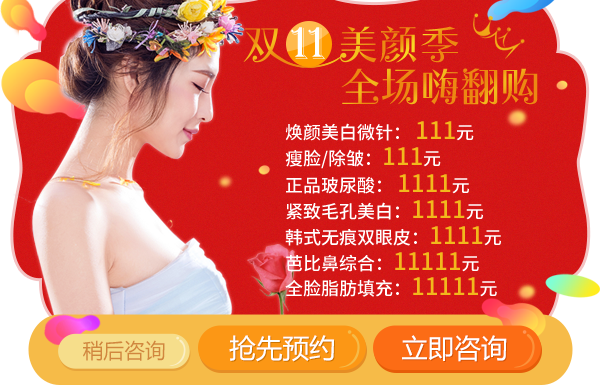 双11美颜季
全场嗨翻购
焕颜美白微针：111元
瘦脸/除皱：111元
正品玻尿酸：1111元
紧致毛孔美白：1111元
韩式无痕双眼皮：1111元
芭比鼻综合：11111元
全脸脂肪填充：11111元
稍后咨询 抢先预约 立即咨询